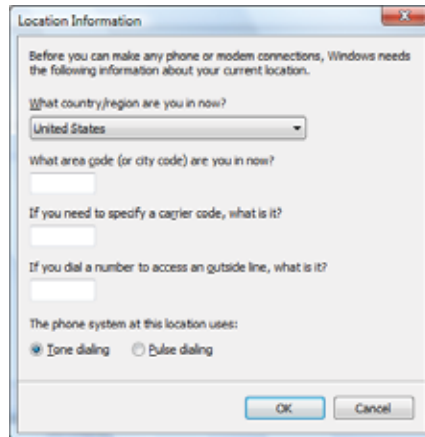 Location Information
Before you can make any phone or modem connections, Windows needs
the following information about your current location.
What country/region are you in now?
United States
What area code (or city code) are you in now?
If you need to specify a carrier code, what is it?
If you dial a number to access an outside line, what is it?
The phone system at this location uses:
Tone dialing Pulse dialing
OK Cancel